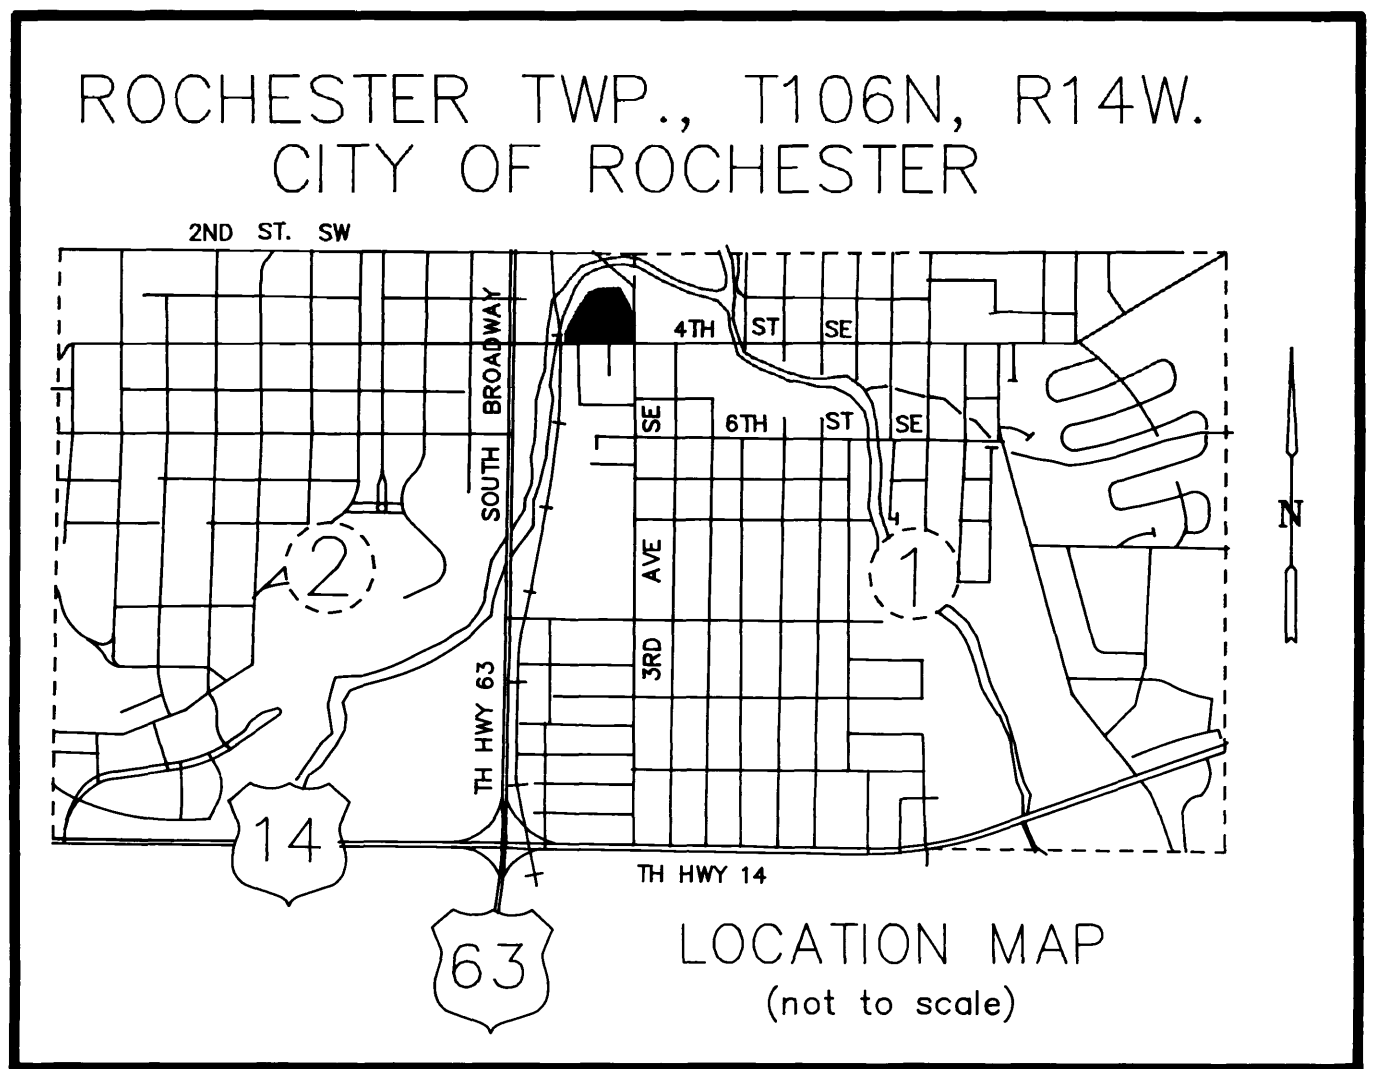 ROCHESTER TWP., T106N, R14W.
CITY OF ROCHESTER
2ND ST. SW
SOUTH BROADWAY
4TH ST SE
6TH ST SE
3RD AVE SE
N
2
1
TH HWY 63
14
TH HWY 14
63
LOCATION MAP
(not to scale)